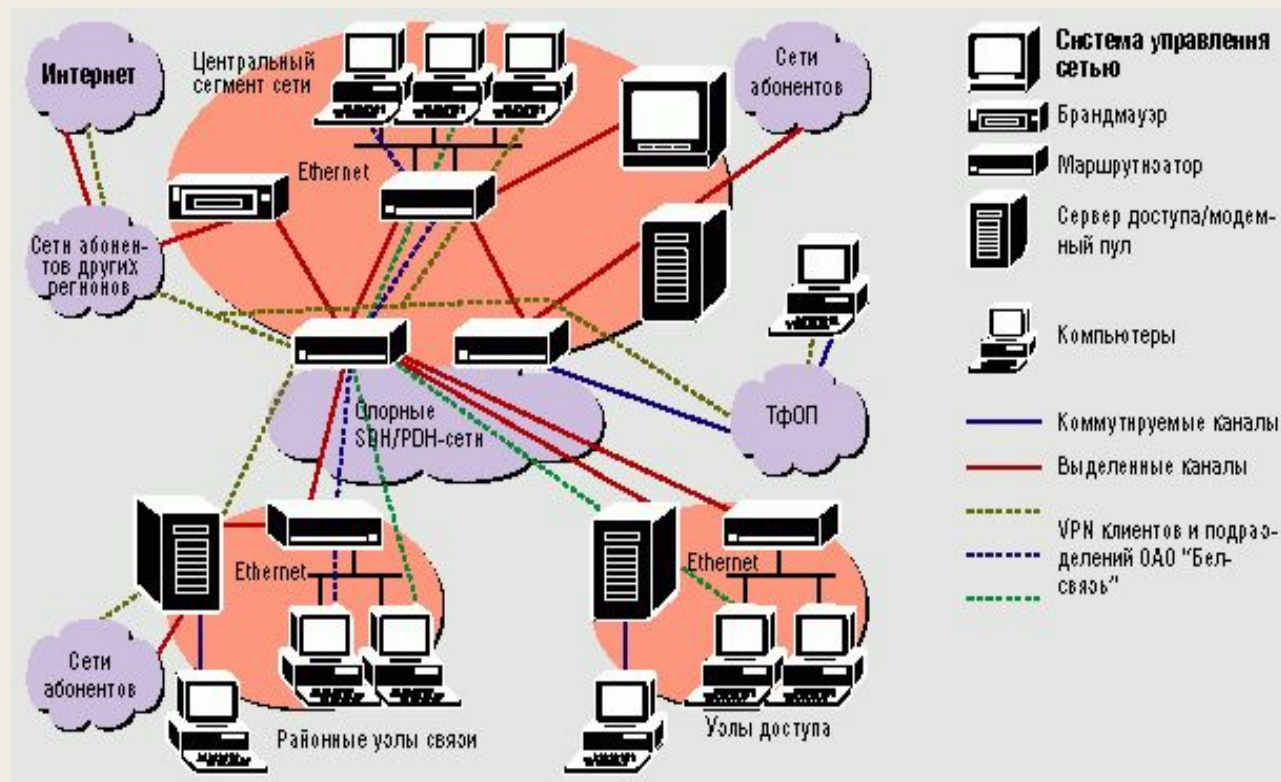 Интернет
Центральный
сегмент сети
Ethernet
Сети
абонентов
Сети абонен-
тов других
регионов
Опорные
SDH/PDH-сети
ТфОП
Ethernet
Ethernet
Сети
абонентов
Районные узлы связи
Узлы доступа
Система управления
сетью
Брандмауэр
Маршрутизатор
Сервер доступа/модем-
ный пул
Компьютеры
Коммутируемые каналы
Выделенные каналы
VPN клиентов и подраз-
делений ОАО "Бел-
связь"